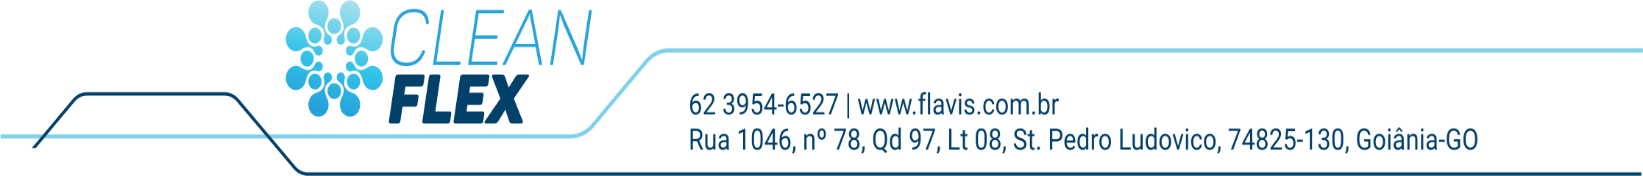 CLEAN
FLEX
62 3954-6527 | www.flavis.com.br
Rua 1046, nº 78, Qd 97, Lt 08, St. Pedro Ludovico, 74825-130, Goiânia-GO